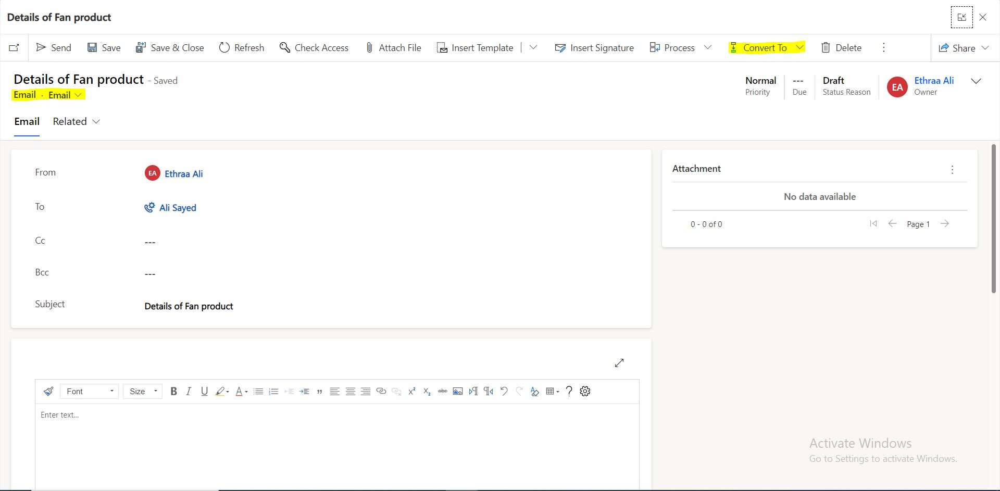 Details of Fan product
Send Save Save & Close Refresh Check Access Attach File Insert Template Insert Signature Process Convert To Delete Share
Details of Fan product - Saved
Email · Email
Normal
Priority
---
Due
Draft
Status Reason
EA
Ethraa Ali
Owner
Email Related
From EA Ethraa Ali
To Ali Sayed
Cc ---
Bcc ---
Subject Details of Fan product
Attachment
No data available
0 - 0 of 0 Page 1
Font Size B I U A " x² x₂ abc ?
Enter text...
Activate Windows
Go to Settings to activate Windows.